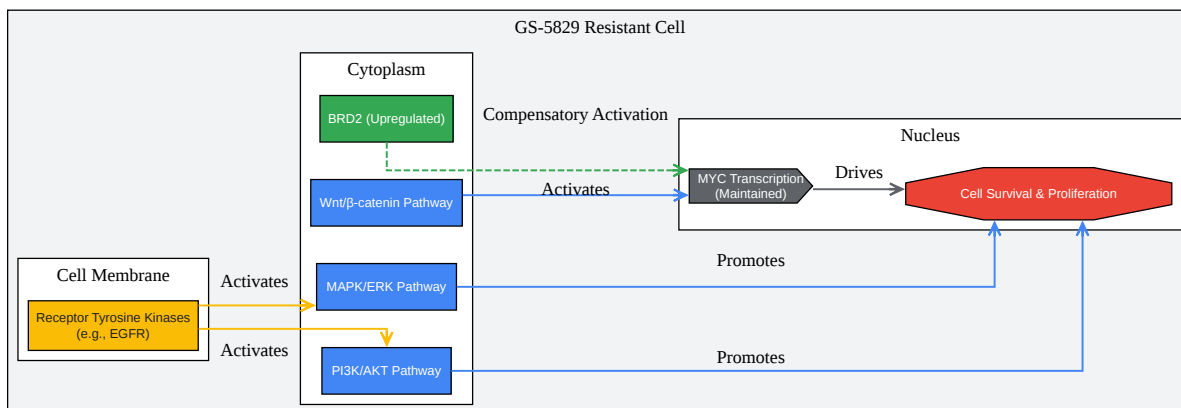 GS-5829 Resistant Cell
Cytoplasm
BRD2 (Upregulated)
Compensatory Activation
Nucleus
MYC Transcription
(Maintained)
Drives
Cell Survival & Proliferation
Wnt/β-catenin Pathway
Activates
Cell Membrane
Receptor Tyrosine Kinases
(e.g., EGFR)
Activates
Activates
MAPK/ERK Pathway
Promotes
PI3K/AKT Pathway
Promotes